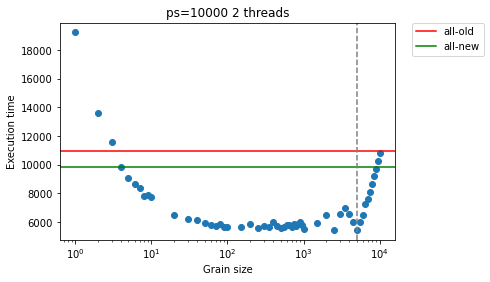 ps=10000 2 threads
all-old
all-new
Execution time
18000
16000
14000
12000
10000
8000
6000
10⁰
10¹
10²
10³
10⁴
Grain size